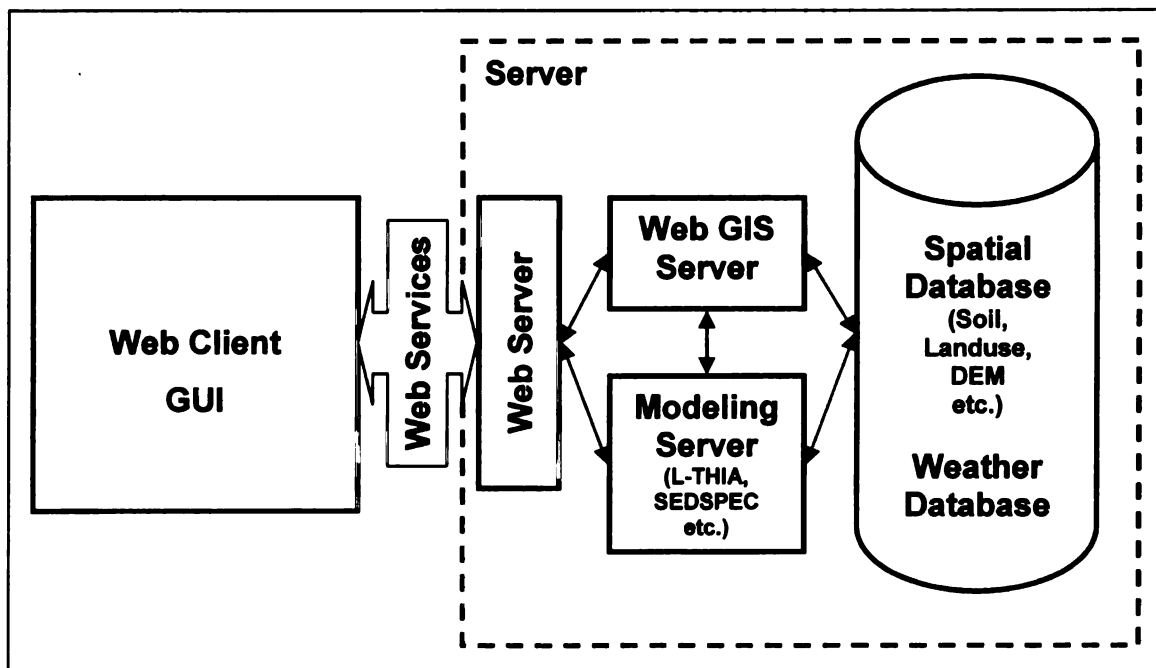 Server
Web Client
GUI
Web Services
Web Server
Web GIS
Server
Modeling
Server
(L-THIA,
SEDSPEC
etc.)
Spatial
Database
(Soil,
Landuse,
DEM
etc.)
Weather
Database